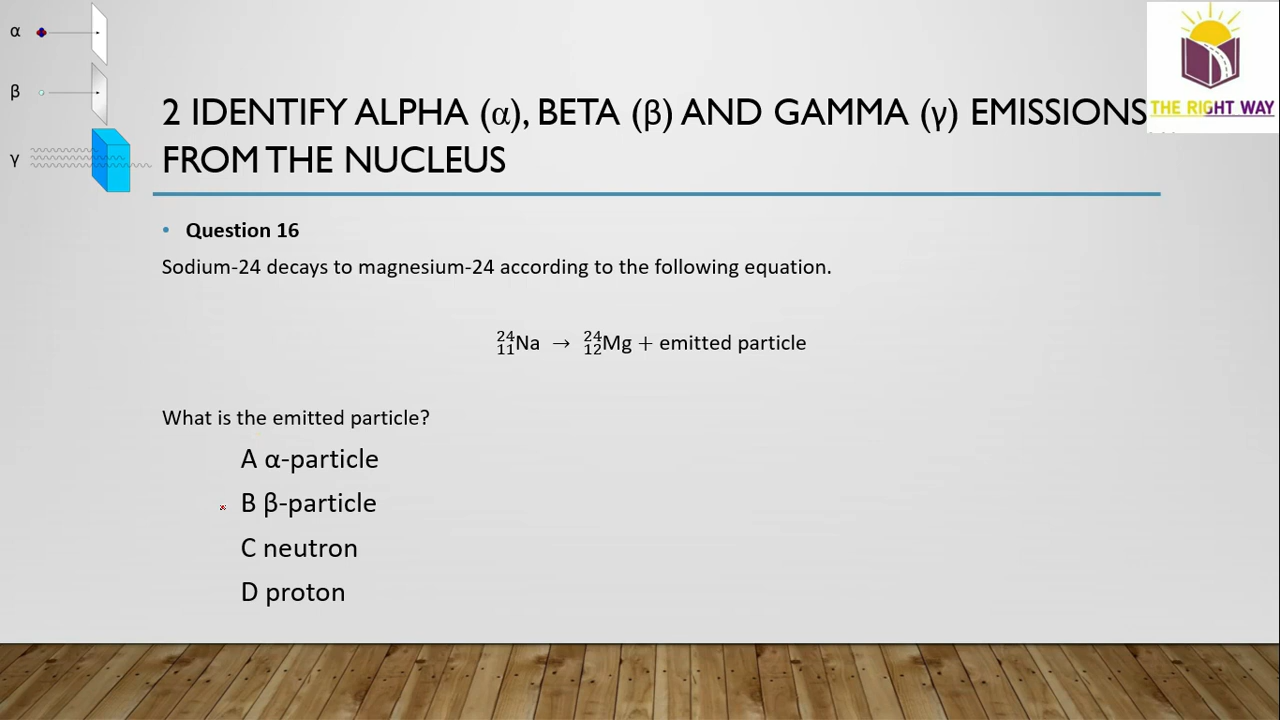 α
β
γ
THE RIGHT WAY
2 IDENTIFY ALPHA (α), BETA (β) AND GAMMA (γ) EMISSIONS
FROM THE NUCLEUS
• Question 16
Sodium-24 decays to magnesium-24 according to the following equation.
²⁴₁₁Na → ²⁴₁₂Mg + emitted particle
What is the emitted particle?
A α-particle
B β-particle
C neutron
D proton